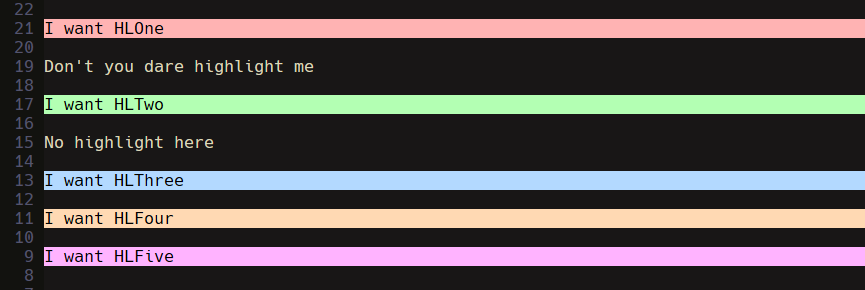 22
21 I want HLOne
20
19 Don't you dare highlight me
18
17 I want HLTwo
16
15 No highlight here
14
13 I want HLThree
12
11 I want HLFour
10
9 I want HLFive
8